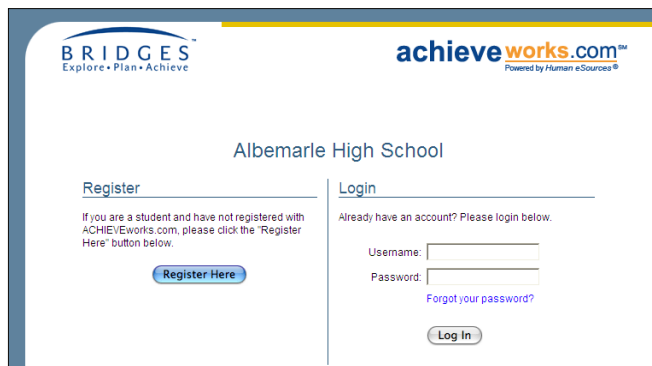 BRIDGES™
Explore • Plan • Achieve
achieveworks.com℠
Powered by Human eSources®
Albemarle High School
Register
If you are a student and have not registered with
ACHIEVEworks.com, please click the "Register
Here" button below.
Register Here
Login
Already have an account? Please login below.
Username:
Password:
Forgot your password?
Log In